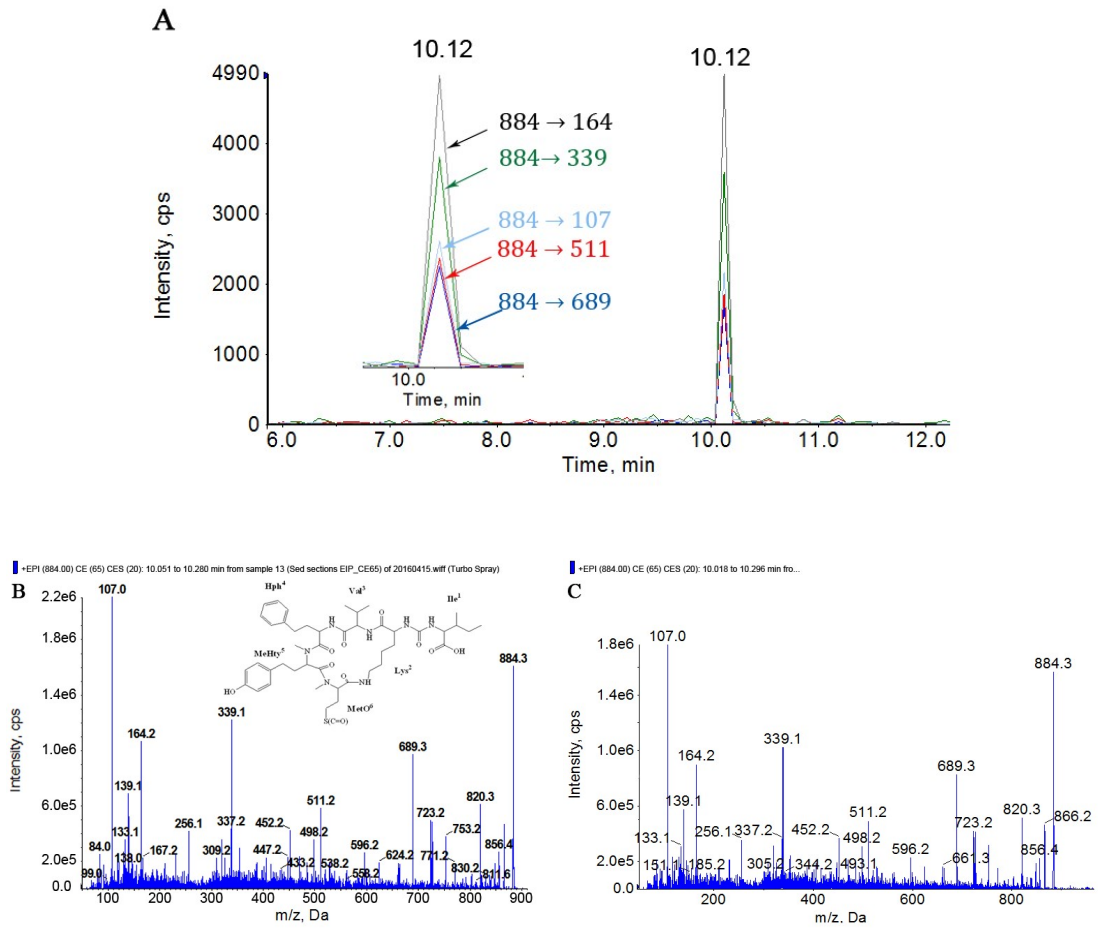 A
10.12
10.12
4990
4000
3000
2000
1000
0
Intensity, cps
884→164
884→339
884→107
884→511
884→689
10.0
Time, min
6.0 7.0 8.0 9.0 10.0 11.0 12.0
Time, min
+EPI (884.00) CE (65) CES (20): 10.051 to 10.280 min from sample 13 (Sed sections EIP_CE65) of 20160415.wiff (Turbo Spray)
B
2.2e6
1.8e6
1.4e6
1.0e6
6.0e5
2.0e5
0.0
Intensity, cps
Hph4
Val3
Ile1
MeHty5
Lys2
MetO6
HO
OH
S(C=O)
107.0
884.3
339.1
164.2
689.3
139.1
511.2
723.2
820.3
133.1
256.1
337.2
452.2
498.2
753.2
84.0
138.0
167.2
309.2
447.2
596.2
624.2
771.2
856.4
99.0
433.2
538.2
558.2
830.2
811.6
100 200 300 400 500 600 700 800 900
m/z, Da
+EPI (884.00) CE (65) CES (20): 10.018 to 10.296 min fro...
C
1.8e6
1.4e6
1.0e6
6.0e5
2.0e5
0.0
Intensity, cps
107.0
884.3
339.1
164.2
689.3
139.1
511.2
820.3
866.2
133.1
256.1
337.2
452.2
498.2
723.2
596.2
856.4
185.2
305.2
344.2
493.1
661.3
200 400 600 800
m/z. Da